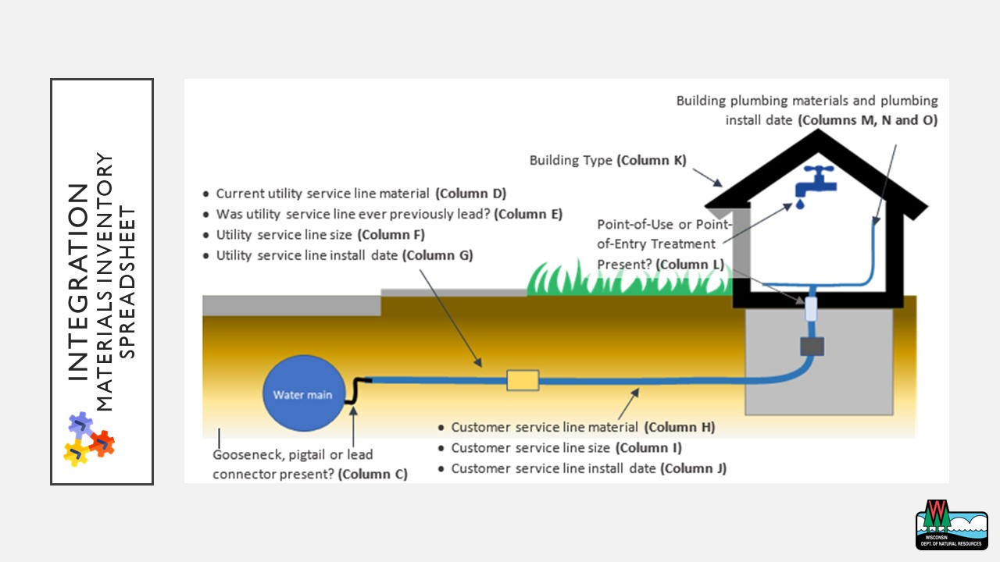 INTEGRATION
MATERIALS INVENTORY
SPREADSHEET
Building plumbing materials and plumbing
install date (Columns M, N and O)
Building Type (Column K)
• Current utility service line material (Column D)
• Was utility service line ever previously lead? (Column E)
• Utility service line size (Column F)
• Utility service line install date (Column G)
Point-of-Use or Point-
of-Entry Treatment
Present? (Column L)
Water main
Gooseneck, pigtail or lead
connector present? (Column C)
• Customer service line material (Column H)
• Customer service line size (Column I)
• Customer service line install date (Column J)
W
WISCONSIN
DEPT. OF NATURAL RESOURCES